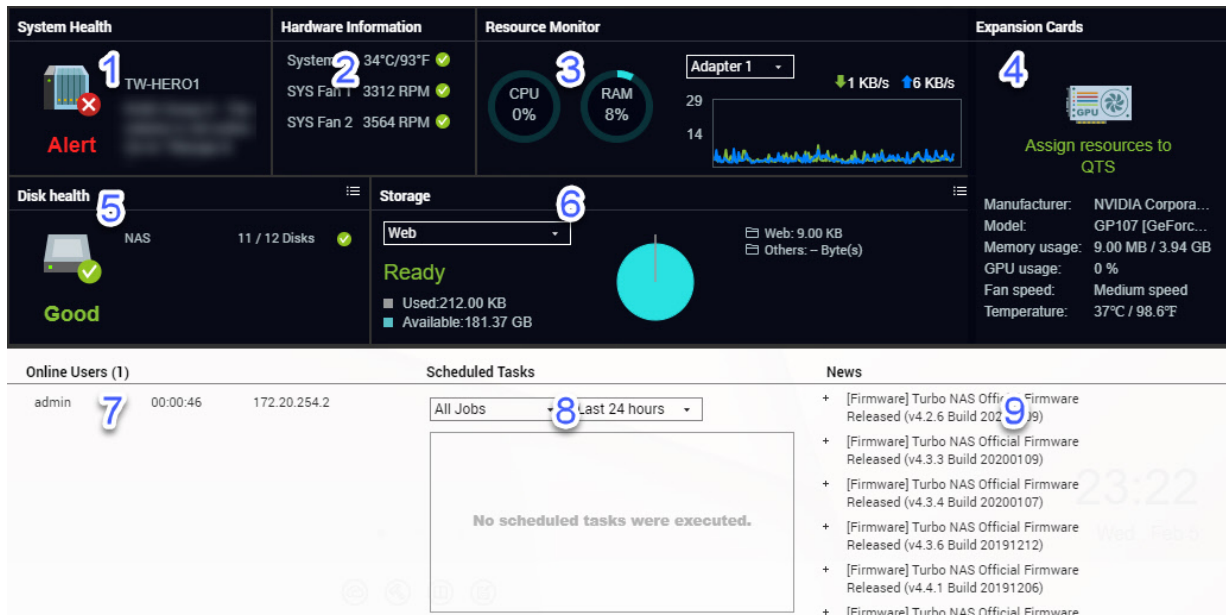 System Health
1
TW-HERO1
Alert
Hardware Information
2
System 34°C/93°F
SYS Fan 1 3312 RPM
SYS Fan 2 3564 RPM
Resource Monitor
3
CPU
0%
RAM
8%
Adapter 1
1 KB/s 6 KB/s
29
14
Expansion Cards
4
GPU
Assign resources to
QTS
Manufacturer: NVIDIA Corpora...
Model: GP107 [GeForc...
Memory usage: 9.00 MB / 3.94 GB
GPU usage: 0 %
Fan speed: Medium speed
Temperature: 37°C / 98.6°F
Disk health
5
NAS 11 / 12 Disks
Good
Storage
6
Web
Ready
Used:212.00 KB
Available:181.37 GB
Web: 9.00 KB
Others: -- Byte(s)
Online Users (1)
7
admin 00:00:46 172.20.254.2
Scheduled Tasks
8
All Jobs Last 24 hours
No scheduled tasks were executed.
News
9
+ [Firmware] Turbo NAS Official Firmware
Released (v4.2.6 Build
+ [Firmware] Turbo NAS Official Firmware
Released (v4.3.3 Build 20200109)
+ [Firmware] Turbo NAS Official Firmware
Released (v4.3.4 Build 20200107)
+ [Firmware] Turbo NAS Official Firmware
Released (v4.3.6 Build 20191212)
+ [Firmware] Turbo NAS Official Firmware
Released (v4.4.1 Build 20191206)
+ [Firmware] Turbo NAS Official Firmware
23:22
Wed Feb